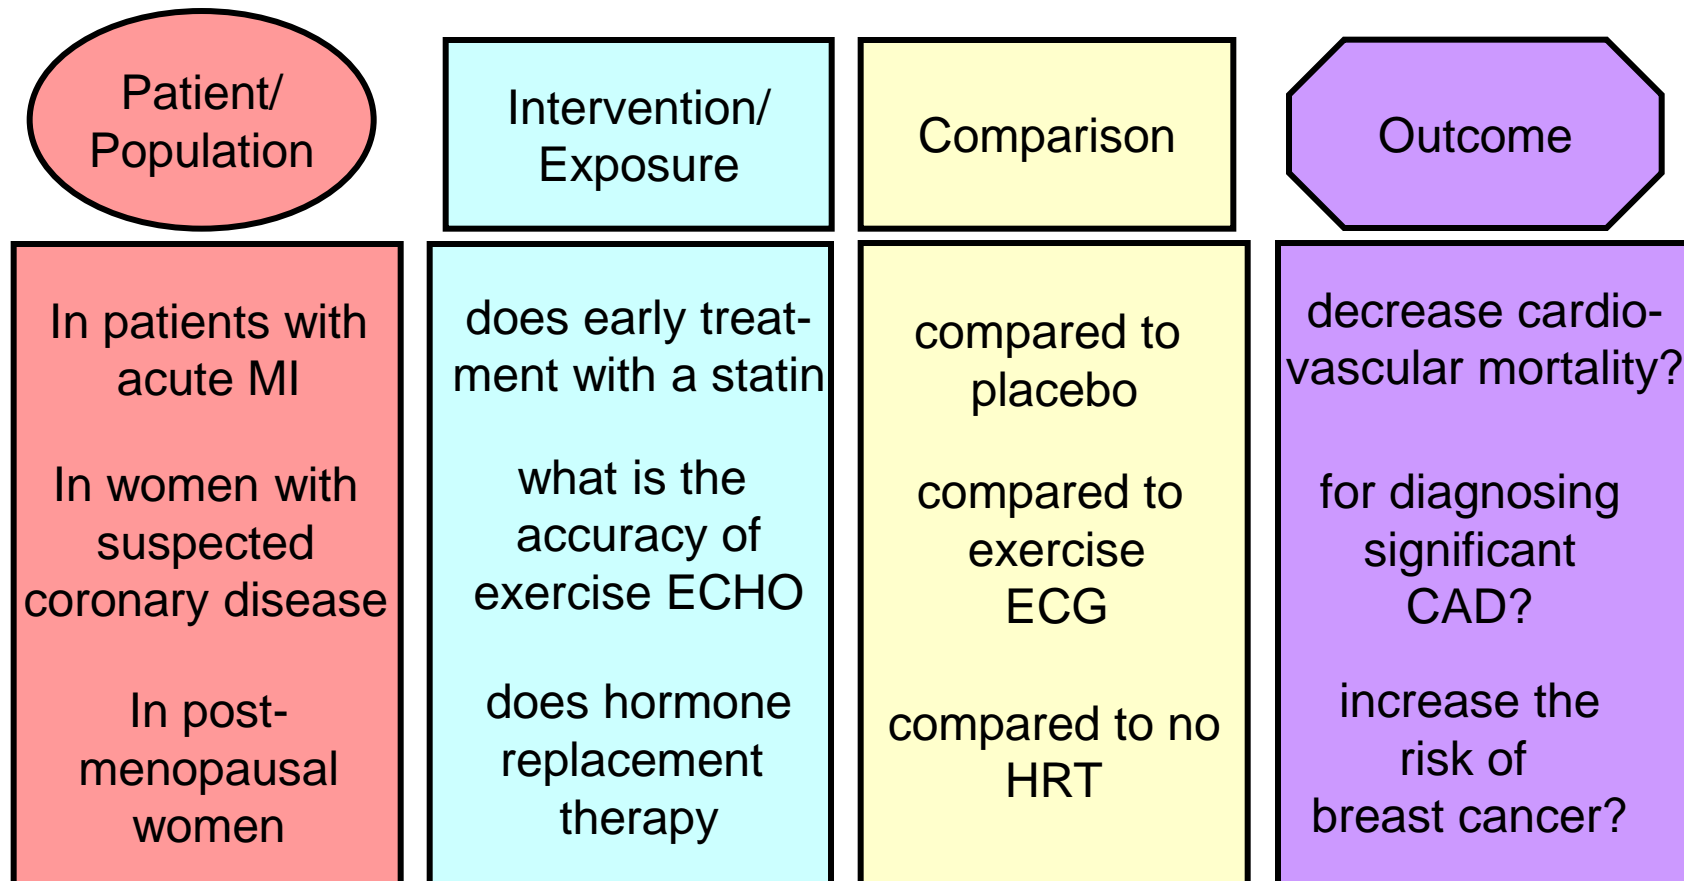 Patient/
Population
Intervention/
Exposure
Comparison
Outcome
In patients with
acute MI
does early treat-
ment with a statin
compared to
placebo
decrease cardio-
vascular mortality?
In women with
suspected
coronary disease
what is the
accuracy of
exercise ECHO
compared to
exercise
ECG
for diagnosing
significant
CAD?
In post-
menopausal
women
does hormone
replacement
therapy
compared to no
HRT
increase the
risk of
breast cancer?